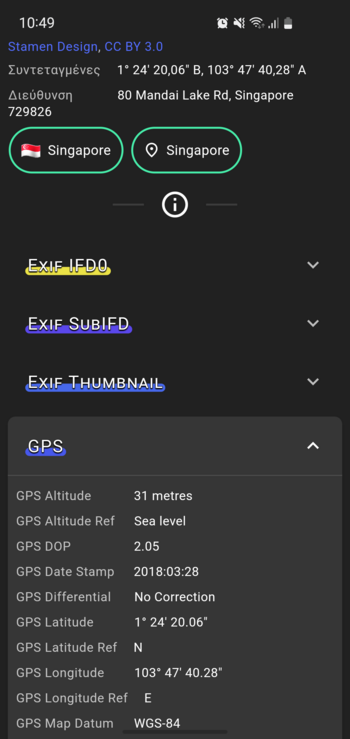 10:49
Stamen Design, CC BY 3.0
Συντεταγμένες 1° 24' 20,06" Β, 103° 47' 40,28" Α
Διεύθυνση 80 Mandai Lake Rd, Singapore
729826
Singapore Singapore
Exif IFD0
Exif SubIFD
Exif Thumbnail
GPS
GPS Altitude 31 metres
GPS Altitude Ref Sea level
GPS DOP 2.05
GPS Date Stamp 2018:03:28
GPS Differential No Correction
GPS Latitude 1° 24' 20.06"
GPS Latitude Ref N
GPS Longitude 103° 47' 40.28"
GPS Longitude Ref E
GPS Map Datum WGS-84